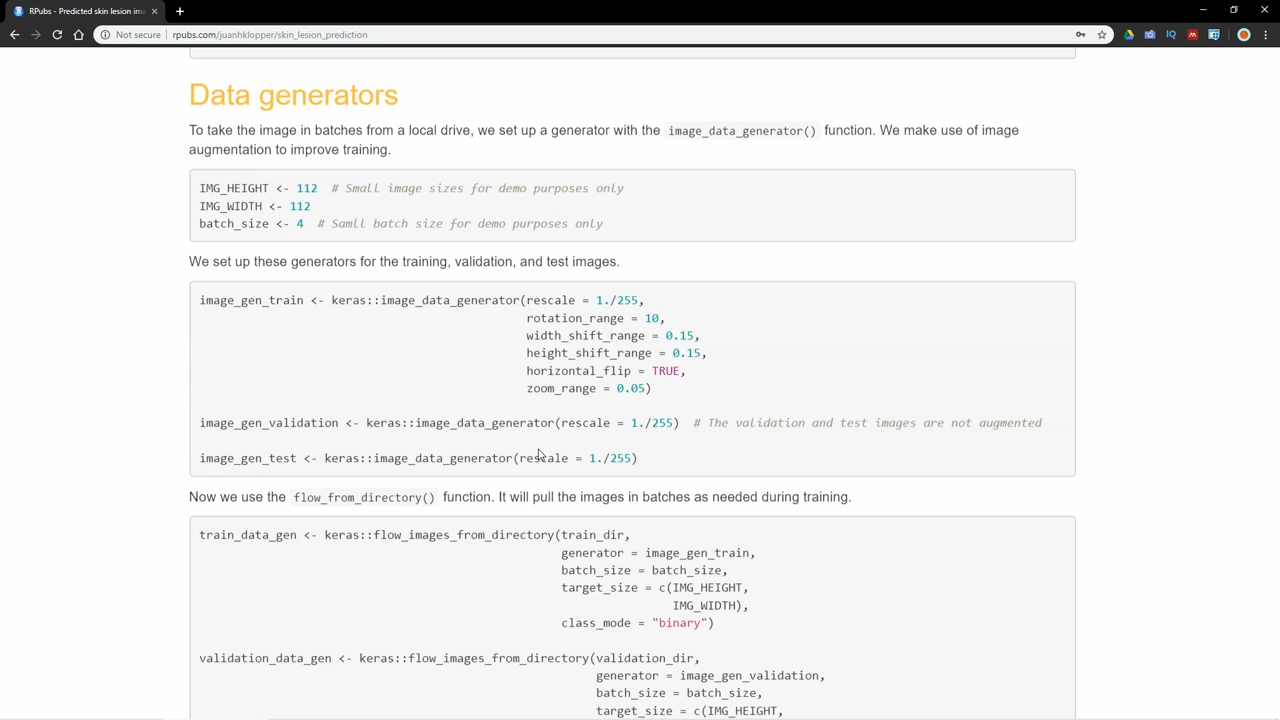 RPubs - Predicted skin lesion im
Not secure | rpubs.com/juanhklopper/skin_lesion_prediction
Data generators
To take the image in batches from a local drive, we set up a generator with the image_data_generator() function. We make use of image
augmentation to improve training.
IMG_HEIGHT <- 112  # Small image sizes for demo purposes only
IMG_WIDTH <- 112
batch_size <- 4  # Samll batch size for demo purposes only
We set up these generators for the training, validation, and test images.
image_gen_train <- keras::image_data_generator(rescale = 1./255,
rotation_range = 10,
width_shift_range = 0.15,
height_shift_range = 0.15,
horizontal_flip = TRUE,
zoom_range = 0.05)
image_gen_validation <- keras::image_data_generator(rescale = 1./255)  # The validation and test images are not augmented
image_gen_test <- keras::image_data_generator(rescale = 1./255)
Now we use the flow_from_directory() function. It will pull the images in batches as needed during training.
train_data_gen <- keras::flow_images_from_directory(train_dir,
generator = image_gen_train,
batch_size = batch_size,
target_size = c(IMG_HEIGHT,
IMG_WIDTH),
class_mode = "binary")
validation_data_gen <- keras::flow_images_from_directory(validation_dir,
generator = image_gen_validation,
batch_size = batch_size,
target_size = c(IMG_HEIGHT,